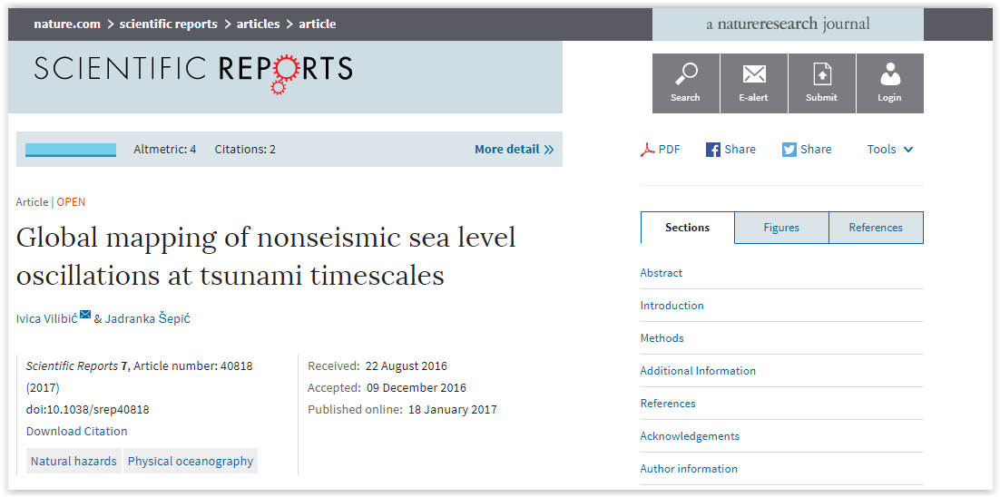 nature.com > scientific reports > articles > article
a natureresearch journal
SCIENTIFIC REPORTS
Search
E-alert
Submit
Login
Altmetric: 4 Citations: 2 More detail »
PDF
Share
Share
Tools
Article | OPEN
Global mapping of nonseismic sea level
oscillations at tsunami timescales
Ivica Vilibić & Jadranka Šepić
Scientific Reports 7, Article number: 40818
(2017)
doi:10.1038/srep40818
Download Citation
Natural hazards
Physical oceanography
Received: 22 August 2016
Accepted: 09 December 2016
Published online: 18 January 2017
Sections
Figures
References
Abstract
Introduction
Methods
Additional Information
References
Acknowledgements
Author information